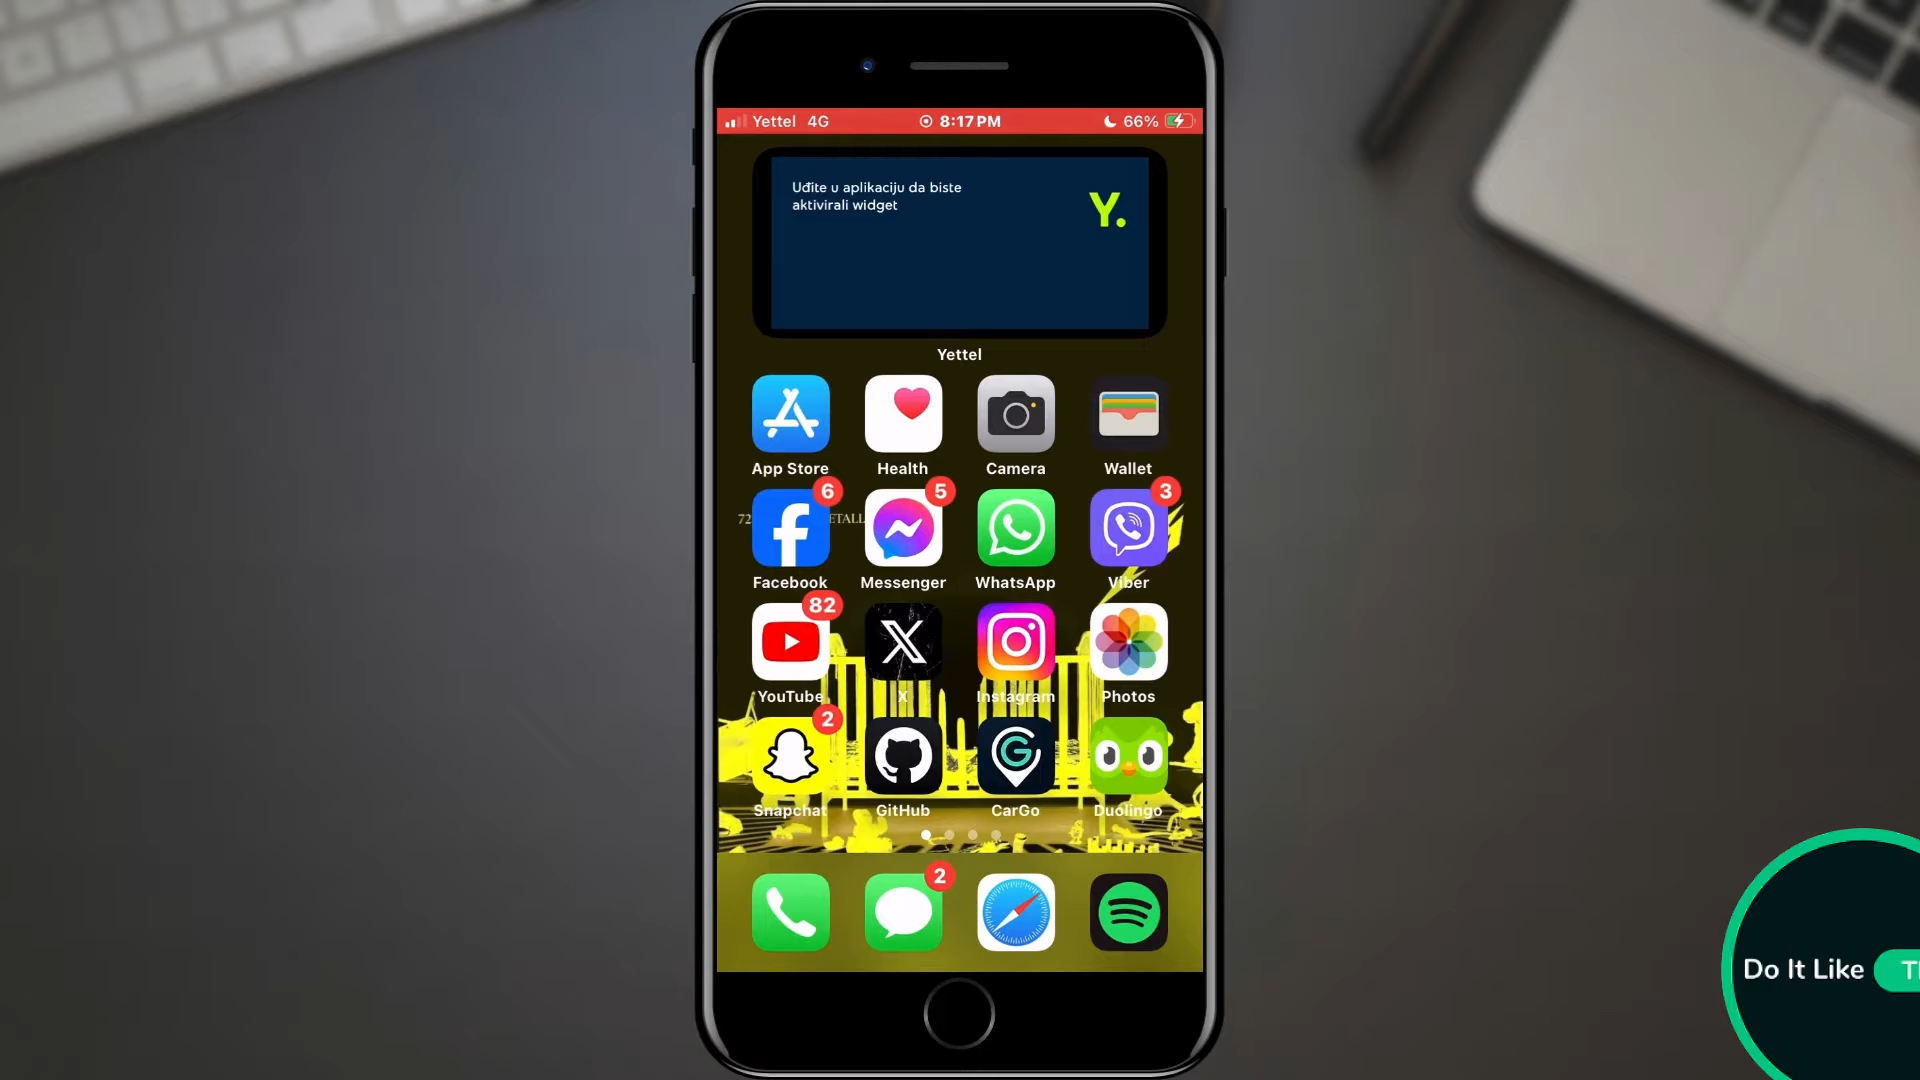 Yettel 4G 8:17 PM 66%
Uđite u aplikaciju da biste
aktivirali widget
Y.
Yettel
App Store Health Camera Wallet
6 5 3
72 ETALL
Facebook Messenger WhatsApp Viber
82
YouTube X Instagram Photos
2
Snapchat GitHub CarGo Duolingo
2
Do It Like